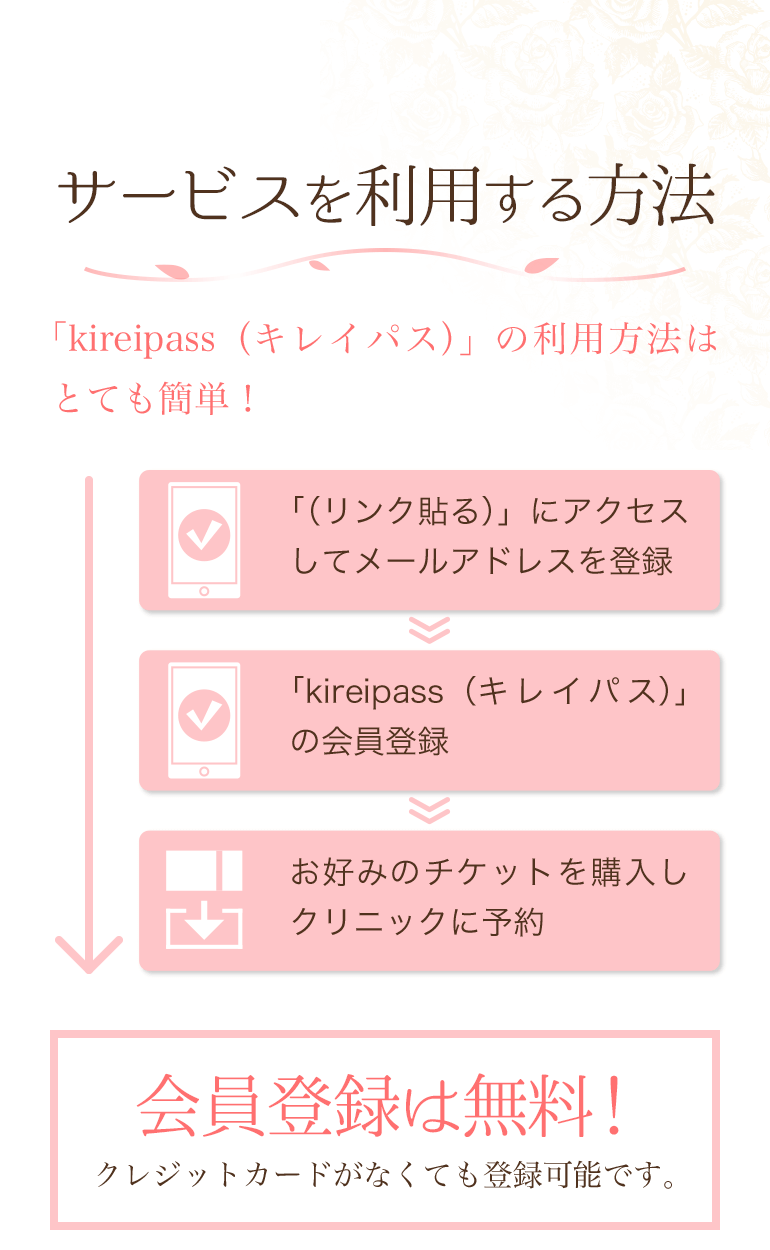 サービスを利用する方法
「kireipass（キレイパス）」の利用方法は
とても簡単！
「（リンク貼る）」にアクセス
してメールアドレスを登録
「kireipass（キレイパス）」
の会員登録
お好みのチケットを購入し
クリニックに予約
会員登録は無料！
クレジットカードがなくても登録可能です。